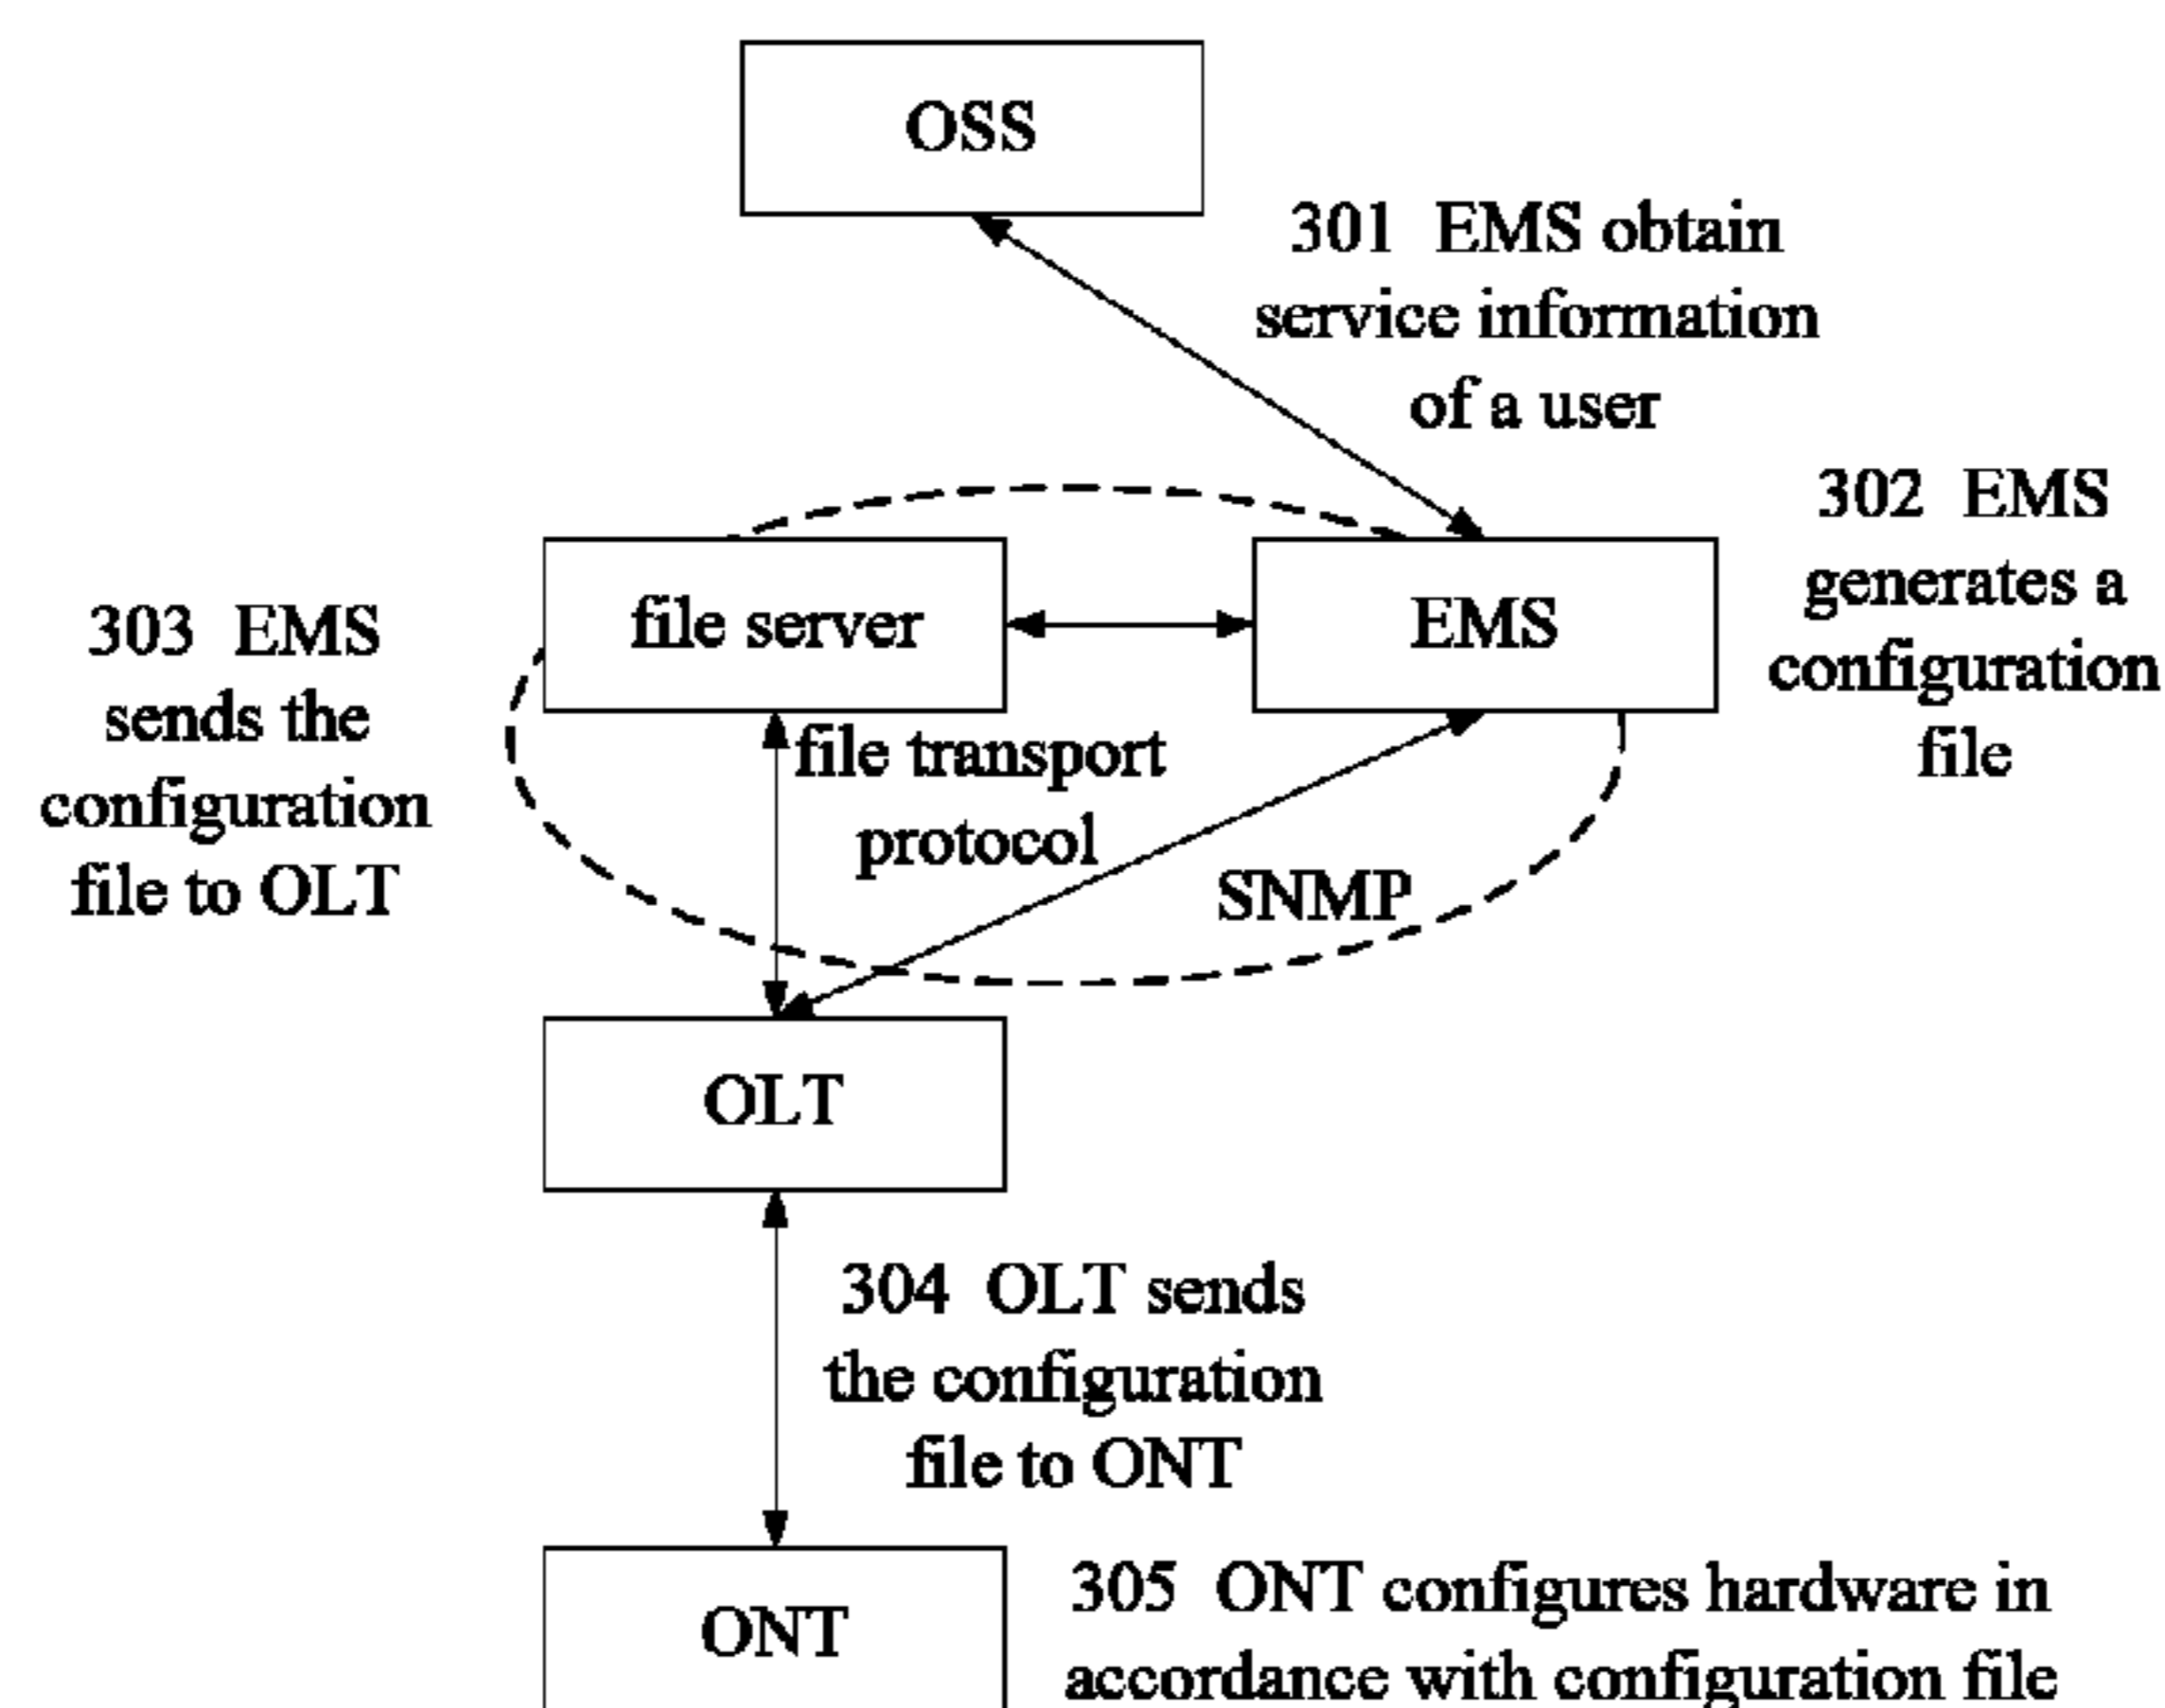 OSS
301 EMS obtain
service information
of a user
302 EMS
generates a
configuration
file
file server
EMS
303 EMS
sends the
configuration
file to OLT
file transport
protocol
SNMP
OLT
304 OLT sends
the configuration
file to ONT
ONT
305 ONT configures hardware in
accordance with configuration file